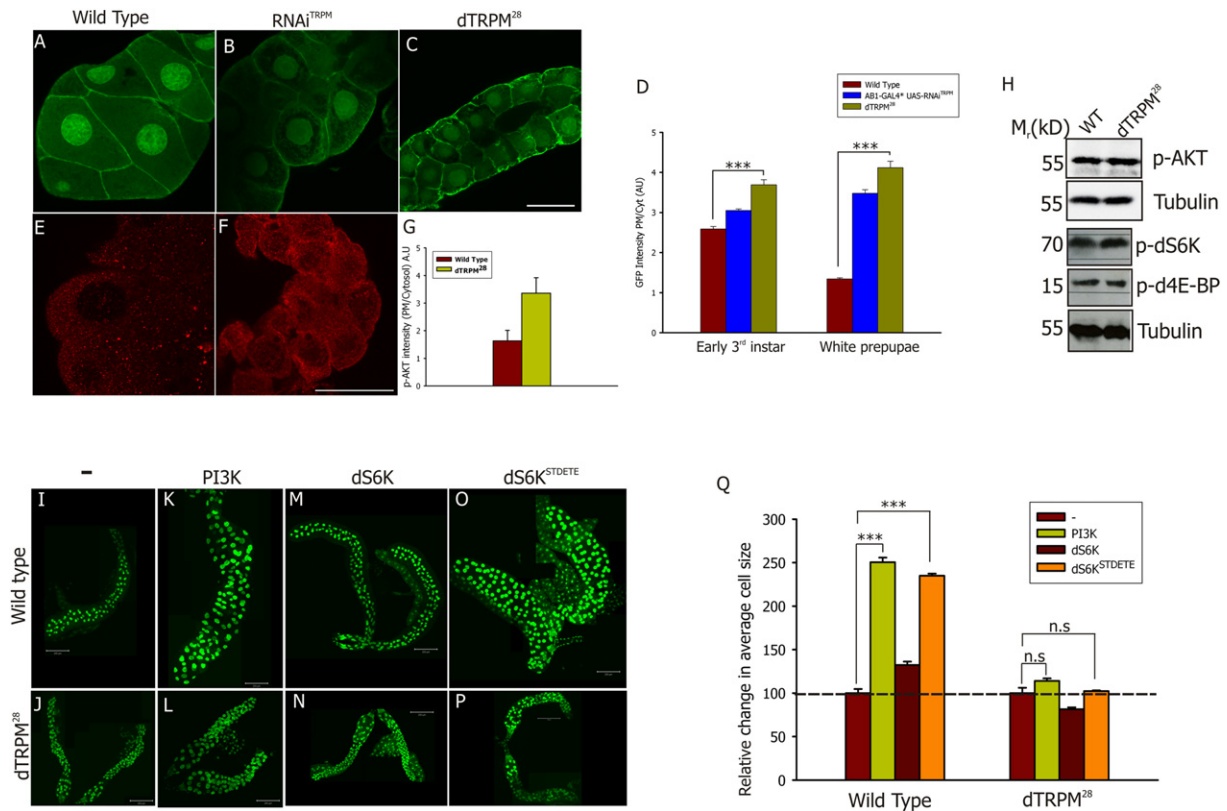 Wild Type
RNAi^TRPM
dTRPM^28
A
B
C
E
F
G
p-AKT intensity (PM/Cytosol) A.U
5
4
3
2
1
0
Wild Type
dTRPM^28
D
Wild Type
AB1-GAL4* UAS-RNAi^TRPM
dTRPM^28
GFP Intensity PM/Cyt (AU)
5
4
3
2
1
0
***
***
Early 3^rd instar
White prepupae
H
M_r(kD)
WT
dTRPM^28
55
p-AKT
55
Tubulin
70
p-dS6K
15
p-d4E-BP
55
Tubulin
-
PI3K
dS6K
dS6K^STDETE
Wild type
I
K
M
O
dTRPM^28
J
L
N
P
Q
-
PI3K
dS6K
dS6K^STDETE
Relative change in average cell size
300
250
200
150
100
50
0
***
***
n.s
n.s
Wild Type
dTRPM^28